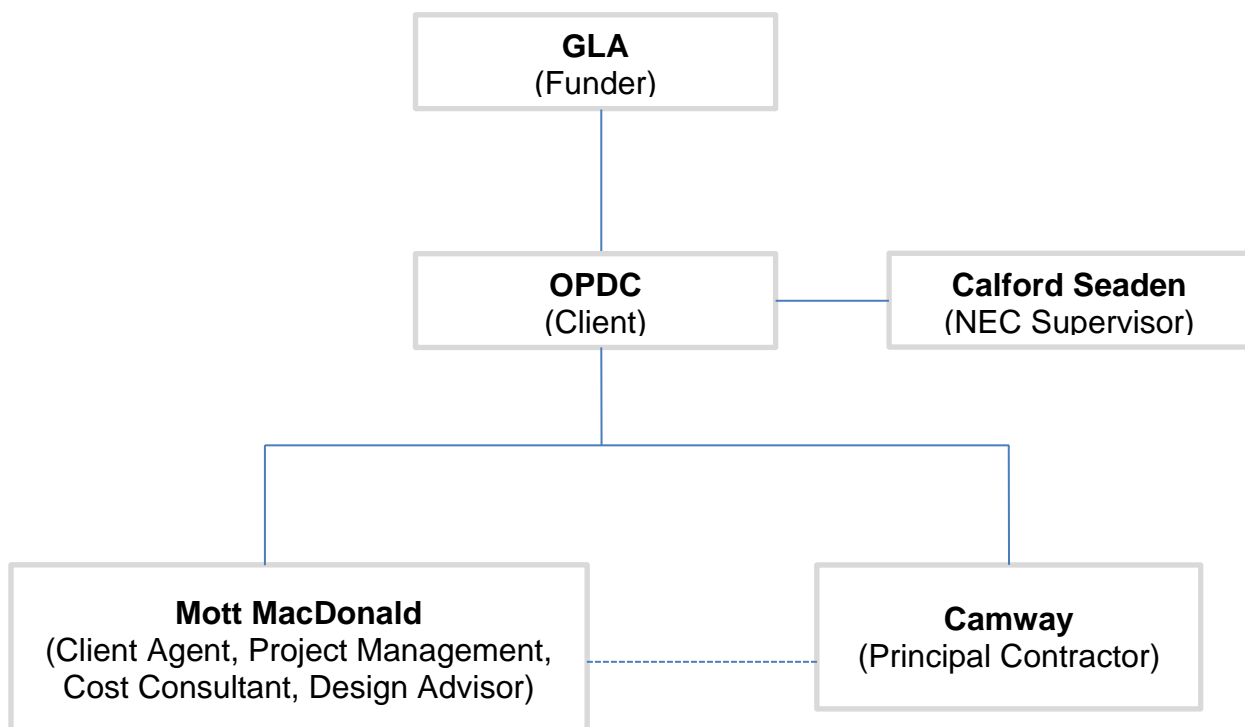 GLA
(Funder)
OPDC
(Client)
Calford Seaden
(NEC Supervisor)
Mott MacDonald
(Client Agent, Project Management,
Cost Consultant, Design Advisor)
Camway
(Principal Contractor)